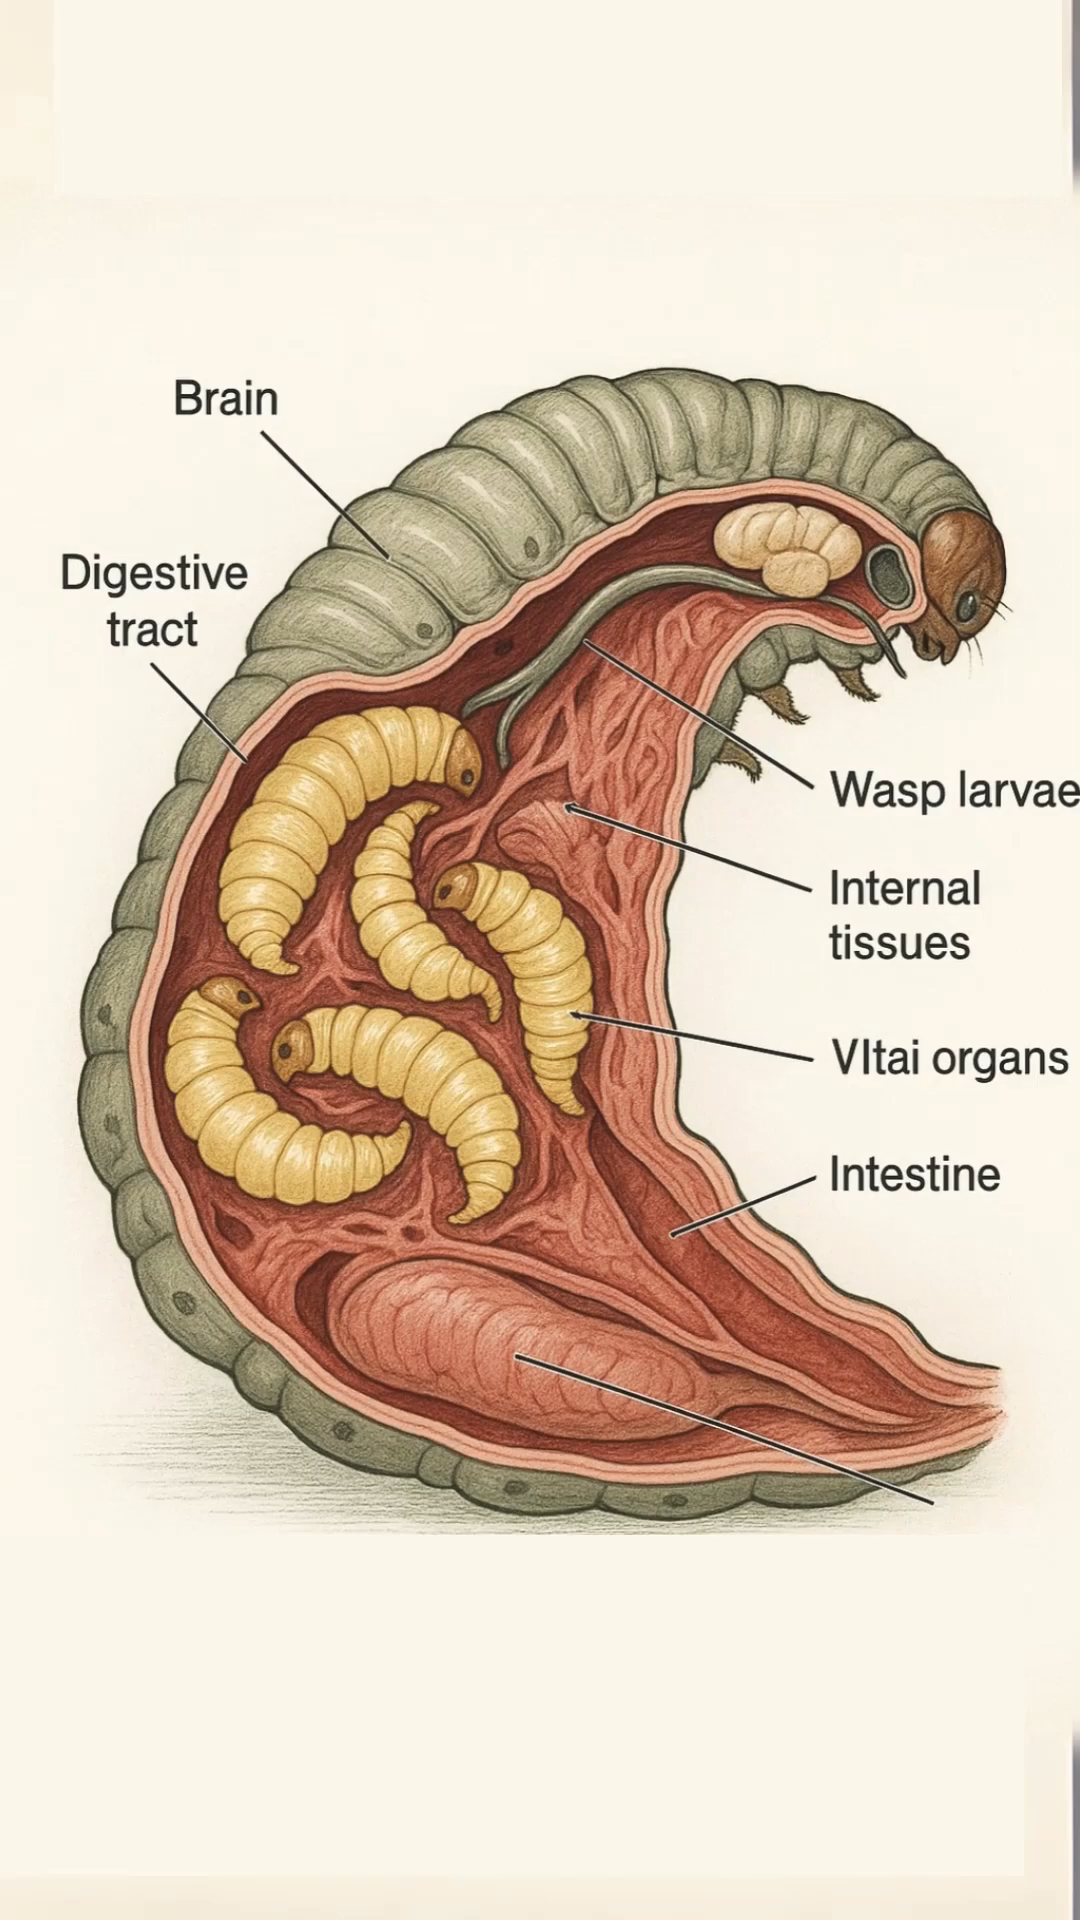 Brain
Digestive
tract
Wasp larvae
Internal
tissues
VItai organs
Intestine